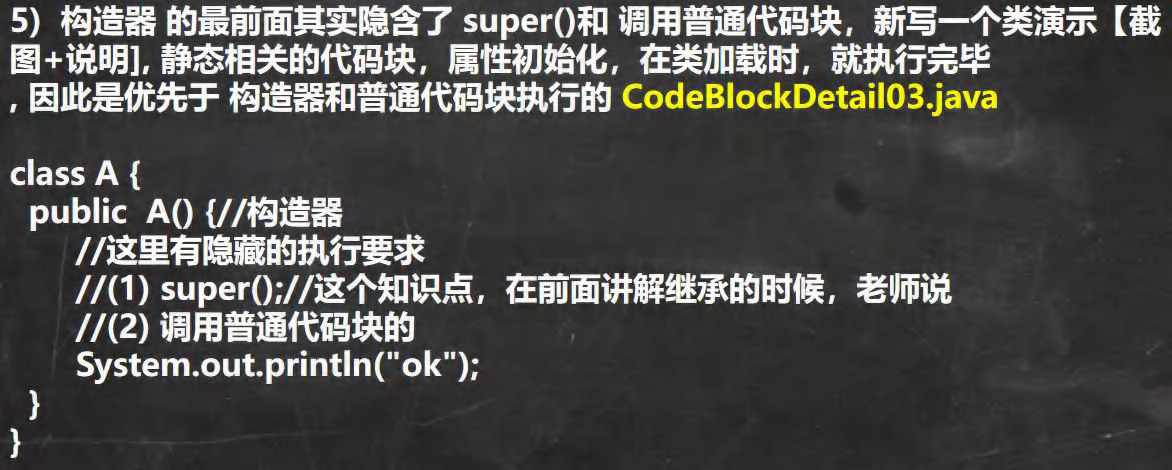 5)  构造器 的最前面其实隐含了 super()和 调用普通代码块，新写一个类演示【截
图+说明], 静态相关的代码块，属性初始化，在类加载时，就执行完毕
, 因此是优先于 构造器和普通代码块执行的 CodeBlockDetail03.java
class A {
public  A() {//构造器
//这里有隐藏的执行要求
//(1) super();//这个知识点，在前面讲解继承的时候，老师说
//(2) 调用普通代码块的
System.out.println("ok");
}
}